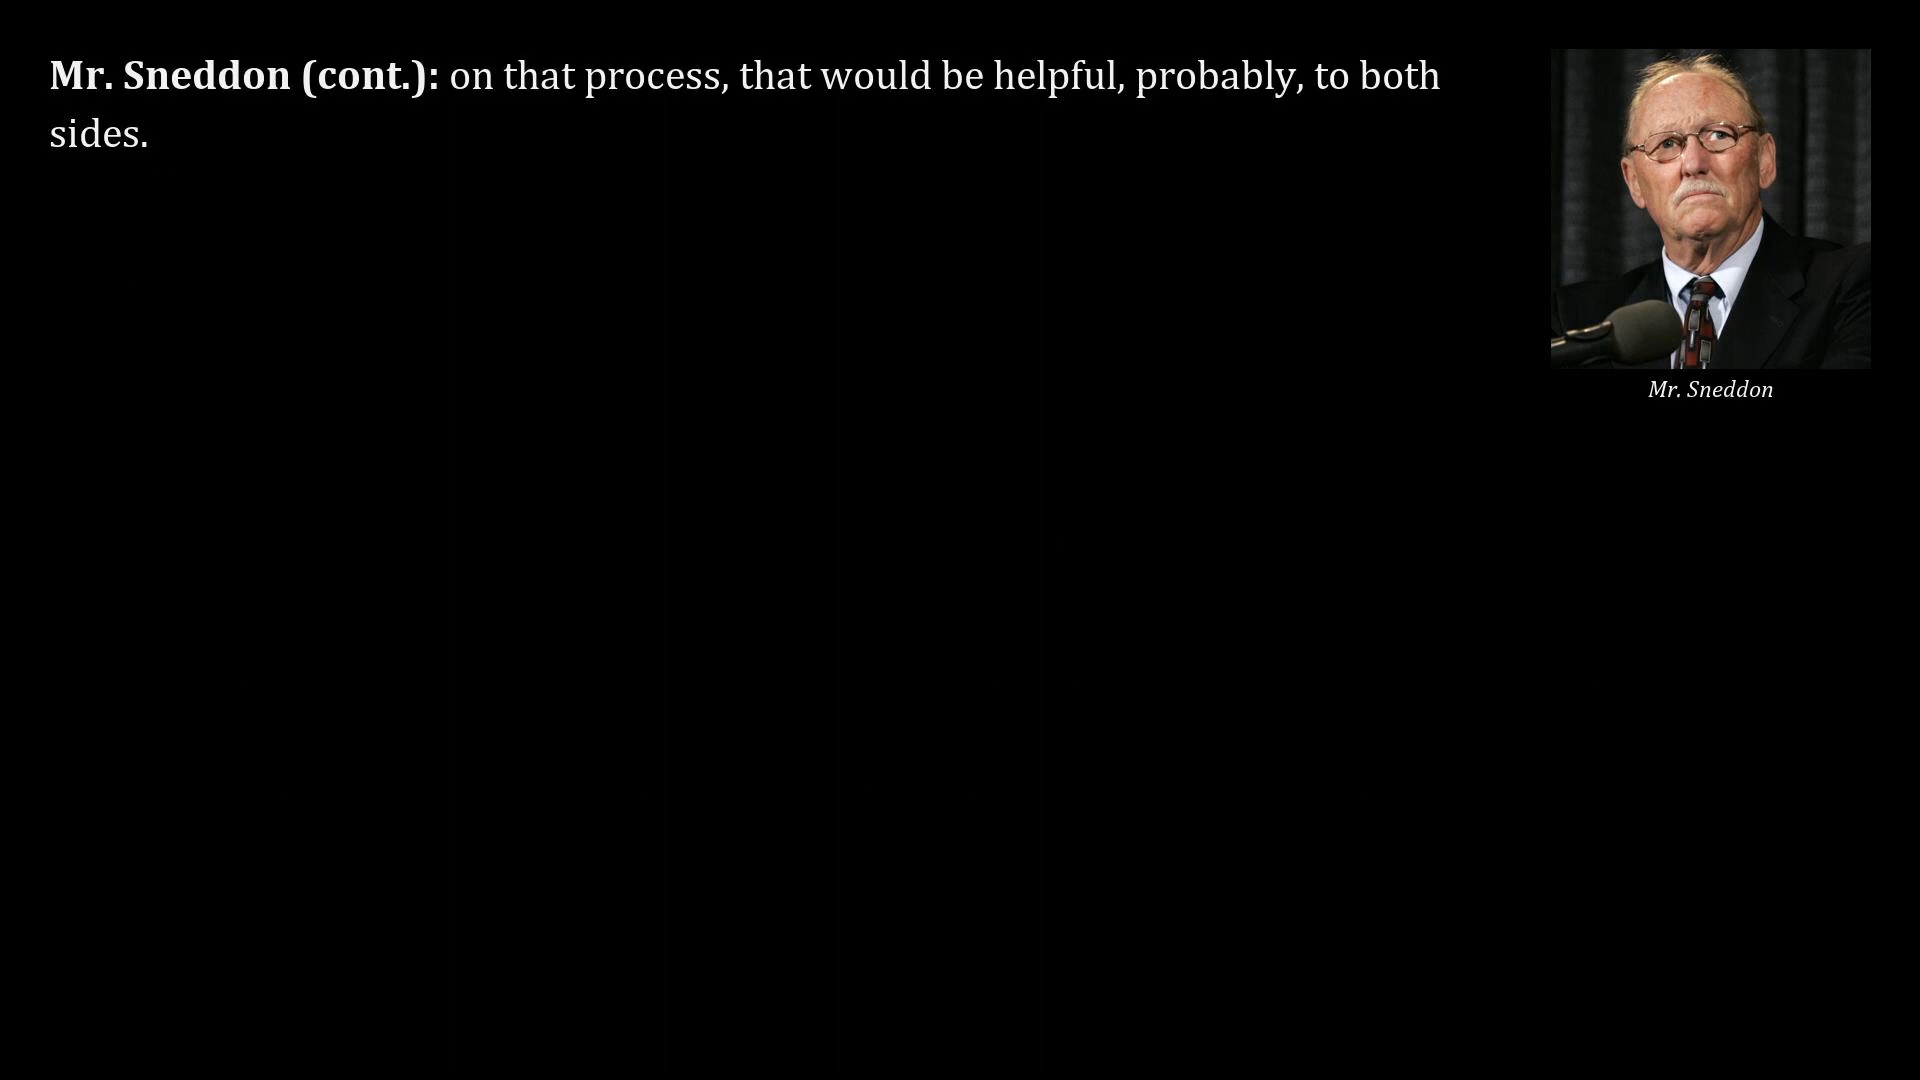 Mr. Sneddon (cont.): on that process, that would be helpful, probably, to both
sides.
Mr. Sneddon